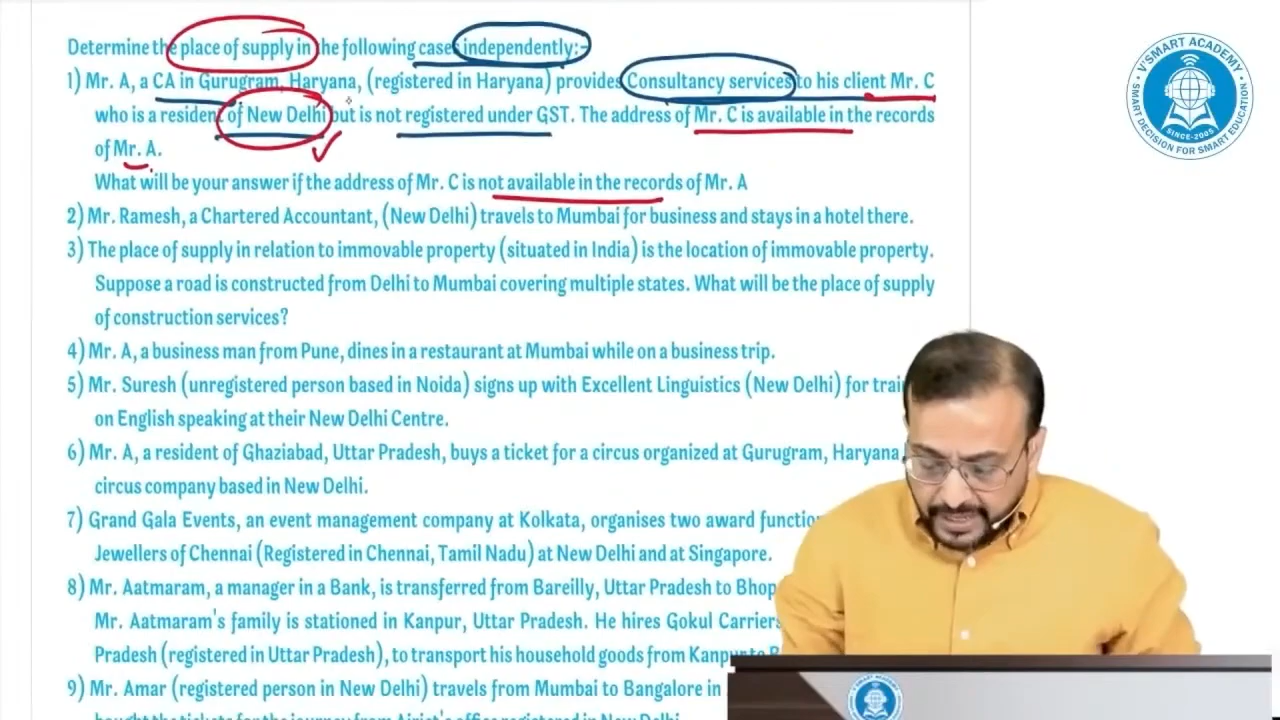 Determine the place of supply in the following cases independently:-
1) Mr. A, a CA in Gurugram, Haryana, (registered in Haryana) provides Consultancy services to his client Mr. C
who is a resident of New Delhi but is not registered under GST. The address of Mr. C is available in the records
of Mr. A.
What will be your answer if the address of Mr. C is not available in the records of Mr. A
2) Mr. Ramesh, a Chartered Accountant, (New Delhi) travels to Mumbai for business and stays in a hotel there.
3) The place of supply in relation to immovable property (situated in India) is the location of immovable property.
Suppose a road is constructed from Delhi to Mumbai covering multiple states. What will be the place of supply
of construction services?
4) Mr. A, a business man from Pune, dines in a restaurant at Mumbai while on a business trip.
5) Mr. Suresh (unregistered person based in Noida) signs up with Excellent Linguistics (New Delhi) for
on English speaking at their New Delhi Centre.
6) Mr. A, a resident of Ghaziabad, Uttar Pradesh, buys a ticket for a circus organized at Gurugram, Haryana
circus company based in New Delhi.
7) Grand Gala Events, an event management company at Kolkata, organises two award
Jewellers of Chennai (Registered in Chennai, Tamil Nadu) at New Delhi and at Singapore.
8) Mr. Aatmaram, a manager in a Bank, is transferred from Bareilly, Uttar Pradesh to
Mr. Aatmaram's family is stationed in Kanpur, Uttar Pradesh. He hires Gokul Carriers
Pradesh (registered in Uttar Pradesh), to transport his household goods from Kanpur to
9) Mr. Amar (registered person in New Delhi) travels from Mumbai to Bangalore in
bought the tickets for the journey from office registered in New Delhi.
V'SMART ACADEMY
SMART DECISION FOR SMART EDUCATION
SINCE-2005